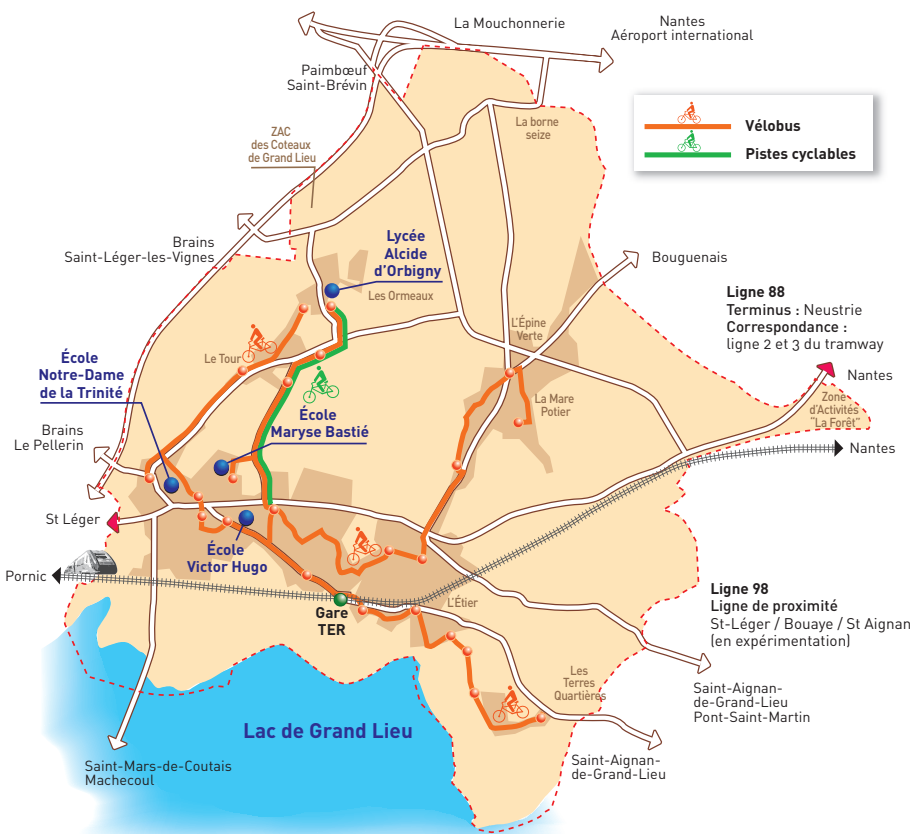 La Mouchonnerie
Nantes
Aéroport international
Paimbœuf
Saint-Brévin
La borne
seize
Vélobus
Pistes cyclables
ZAC
des Coteaux
de Grand Lieu
Brains
Saint-Léger-les-Vignes
Lycée
Alcide
d'Orbigny
Les Ormeaux
Bouguenais
Ligne 88
Terminus : Neustrie
Correspondance :
ligne 2 et 3 du tramway
L'Épine
Verte
Le Tour
École
Notre-Dame
de la Trinité
Nantes
La Mare
Potier
Zone
d'Activités
"La Forêt"
École
Maryse Bastié
Brains
Le Pellerin
Nantes
St Léger
École
Victor Hugo
Pornic
Gare
TER
L'Étier
Ligne 98
Ligne de proximité
St-Léger / Bouaye / St Aignan
(en expérimentation)
Les
Terres
Quartières
Saint-Aignan-
de-Grand-Lieu
Pont-Saint-Martin
Lac de Grand Lieu
Saint-Mars-de-Coutais
Machecoul
Saint-Aignan-
de-Grand-Lieu